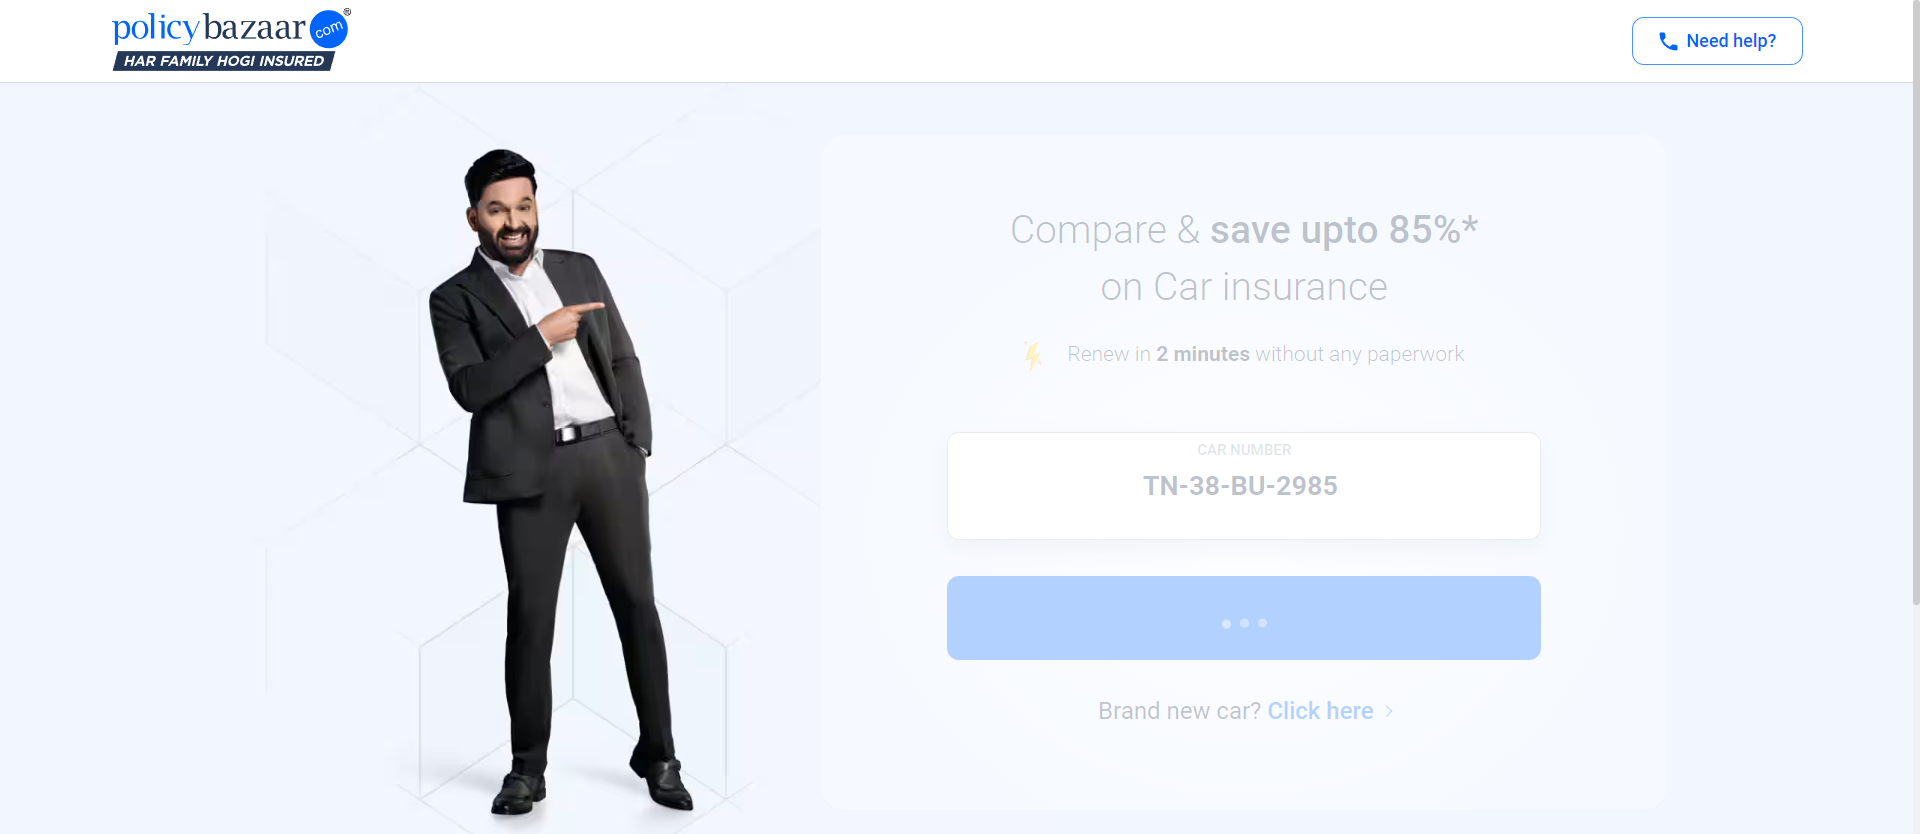 policybazaar.com®
HAR FAMILY HOGI INSURED
Need help?
Compare & save upto 85%*
on Car insurance
Renew in 2 minutes without any paperwork
CAR NUMBER
TN-38-BU-2985
Brand new car? Click here